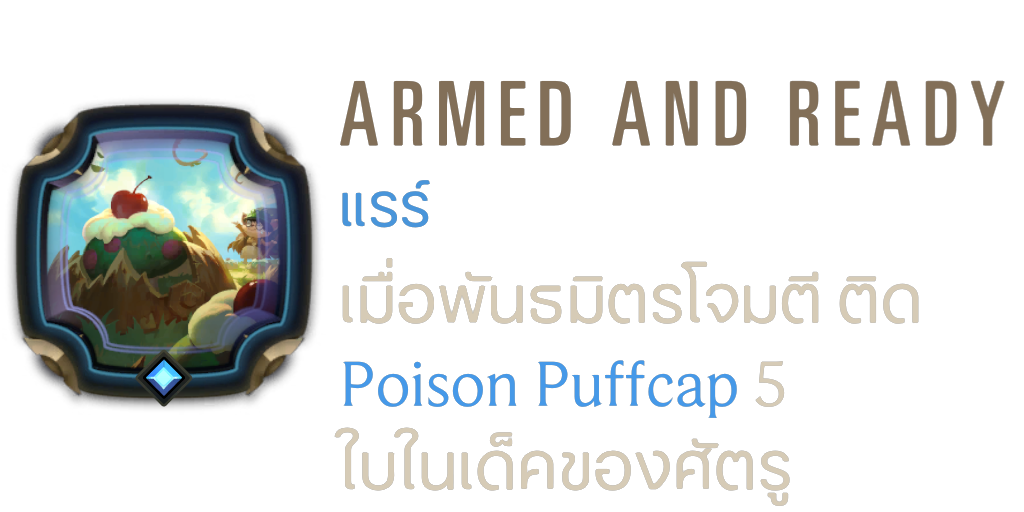 ARMED AND READY
แรร์
เมื่อพันธมิตรโจมตี ติด
Poison Puffcap 5
ใบในเด็คของศัตรู